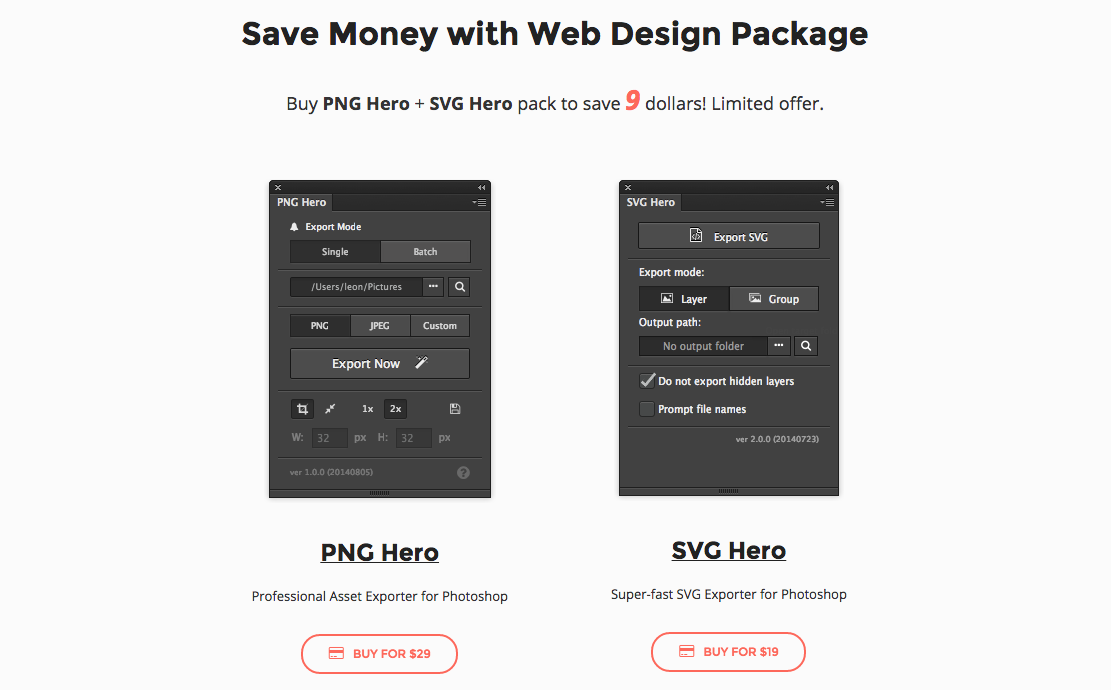 Save Money with Web Design Package
Buy PNG Hero + SVG Hero pack to save 9 dollars! Limited offer.
PNG Hero
Export Mode
Single Batch
/Users/leon/Pictures
PNG JPEG Custom
Export Now
1x 2x
W: 32 px H: 32 px
ver 1.0.0 (20140805) ?
SVG Hero
Export SVG
Export mode:
Layer Group
Output path:
No output folder
Do not export hidden layers
Prompt file names
ver 2.0.0 (20140723)
PNG Hero
Professional Asset Exporter for Photoshop
BUY FOR $29
SVG Hero
Super-fast SVG Exporter for Photoshop
BUY FOR $19